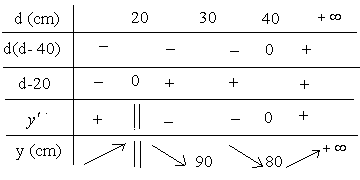 d (cm) 20 30 40 + ∞
d(d- 40) − − − 0 +
d-20 − 0 + + +
y' + || − − 0 +
y (cm) || 90 80 + ∞